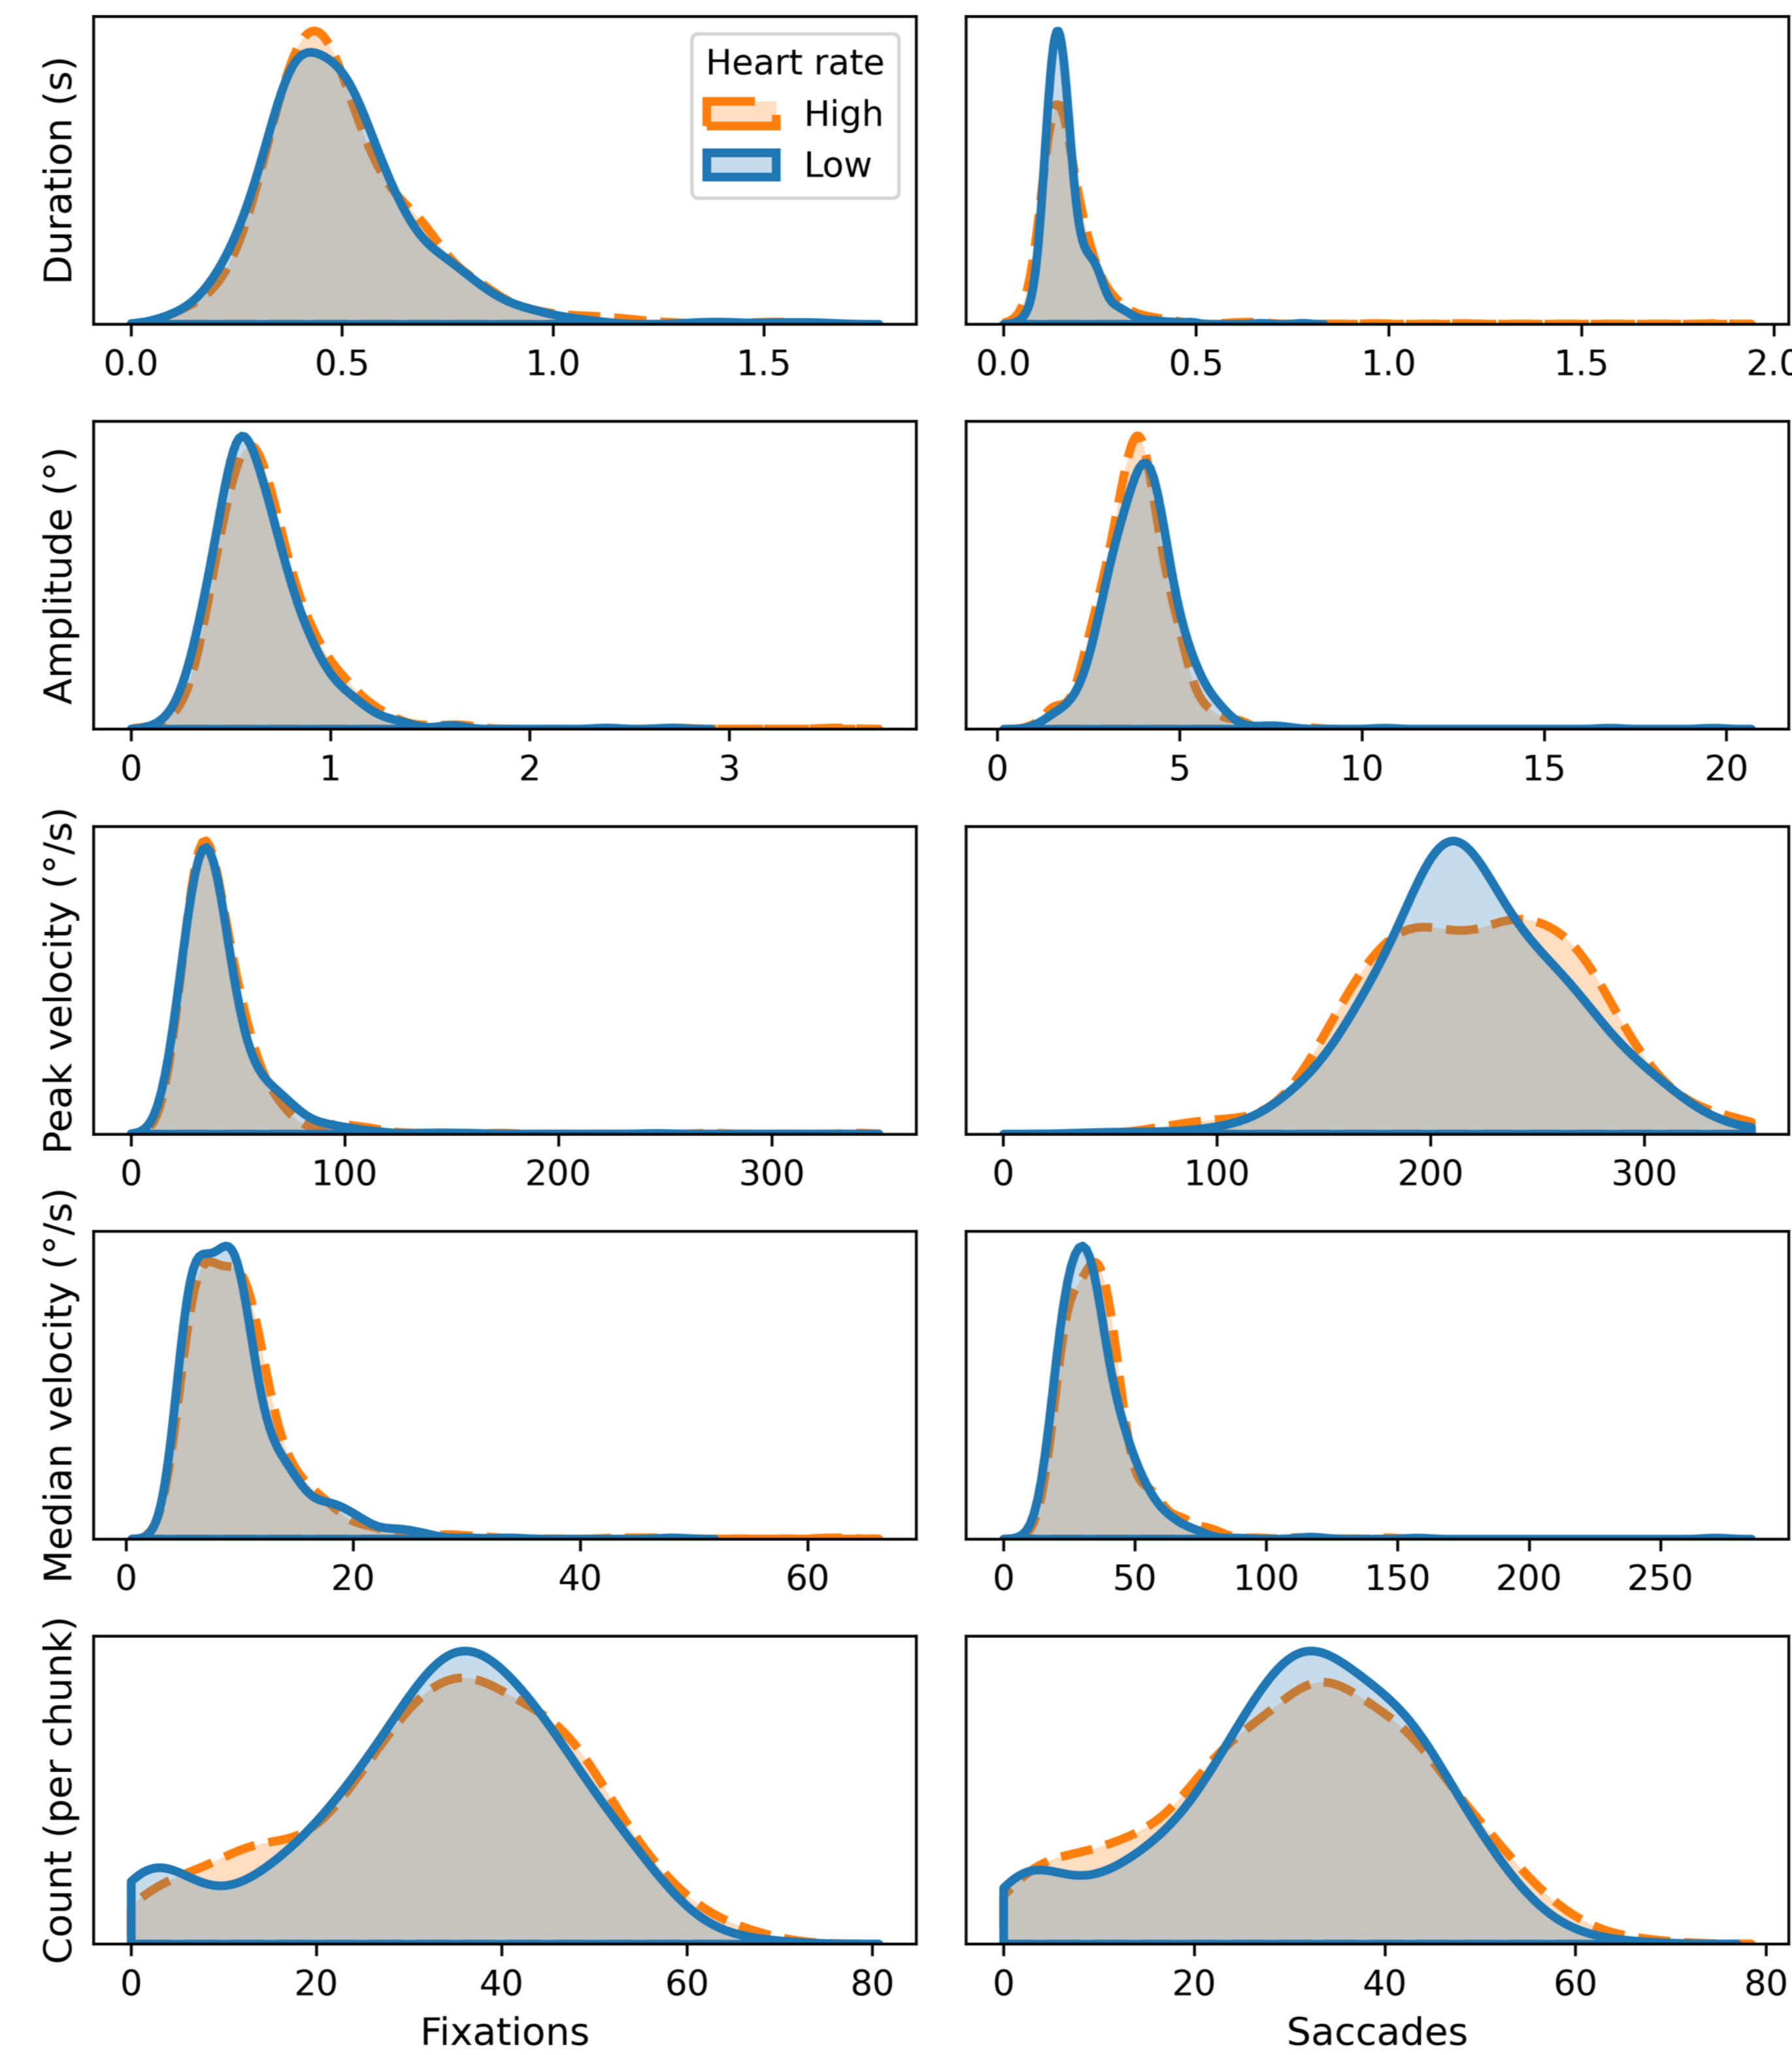 Duration (s)
Heart rate
High
Low
0.0 0.5 1.0 1.5
0.0 0.5 1.0 1.5 2.0
Amplitude (°)
0 1 2 3
0 5 10 15 20
Peak velocity (°/s)
0 100 200 300
0 100 200 300
Median velocity (°/s)
0 20 40 60
0 50 100 150 200 250
Count (per chunk)
0 20 40 60 80
0 20 40 60 80
Fixations
Saccades